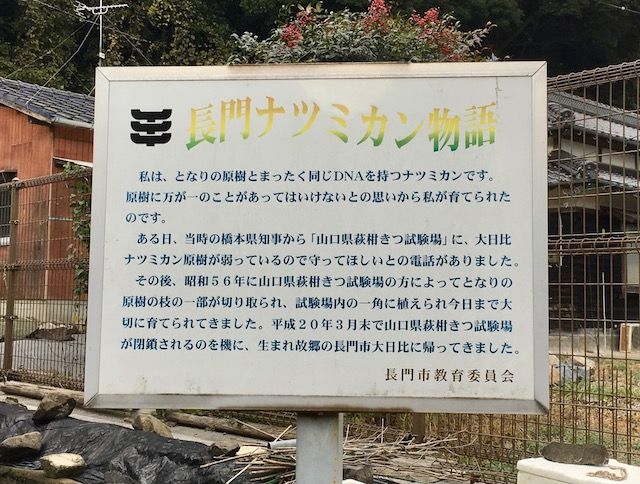 長門ナツミカン物語
私は、となりの原樹とまったく同じDNAを持つナツミカンです。
原樹に万が一のことがあってはいけないとの思いから私が育てられた
のです。
ある日、当時の橋本県知事から「山口県萩柑きつ試験場」に、大日比
ナツミカン原樹が弱っているので守ってほしいとの電話がありました。
その後、昭和56年に山口県萩柑きつ試験場の方によってとなりの
原樹の枝の一部が切り取られ、試験場内の一角に植えられ今日まで大
切に育てられてきました。平成20年3月末で山口県萩柑きつ試験場
が閉鎖されるのを機に、生まれ故郷の長門市大日比に帰ってきました。
長門市教育委員会